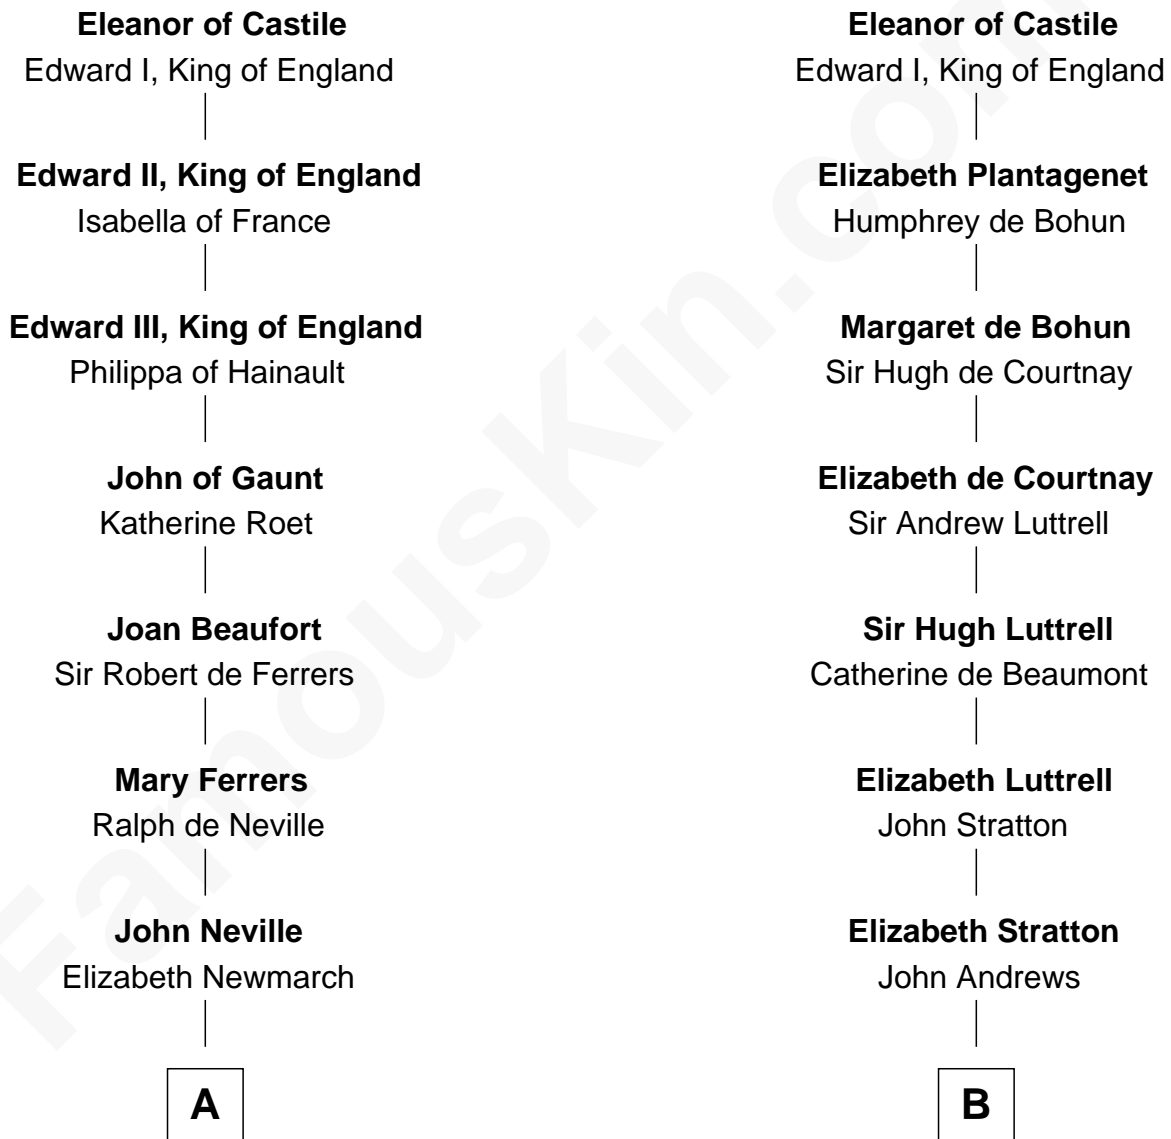 Eleanor of Castile
Edward I, King of England
Edward II, King of England
Isabella of France
Edward III, King of England
Philippa of Hainault
John of Gaunt
Katherine Roet
Joan Beaufort
Sir Robert de Ferrers
Mary Ferrers
Ralph de Neville
John Neville
Elizabeth Newmarch
A
Eleanor of Castile
Edward I, King of England
Elizabeth Plantagenet
Humphrey de Bohun
Margaret de Bohun
Sir Hugh de Courtnay
Elizabeth de Courtnay
Sir Andrew Luttrell
Sir Hugh Luttrell
Catherine de Beaumont
Elizabeth Luttrell
John Stratton
Elizabeth Stratton
John Andrews
B
FamousKin.com